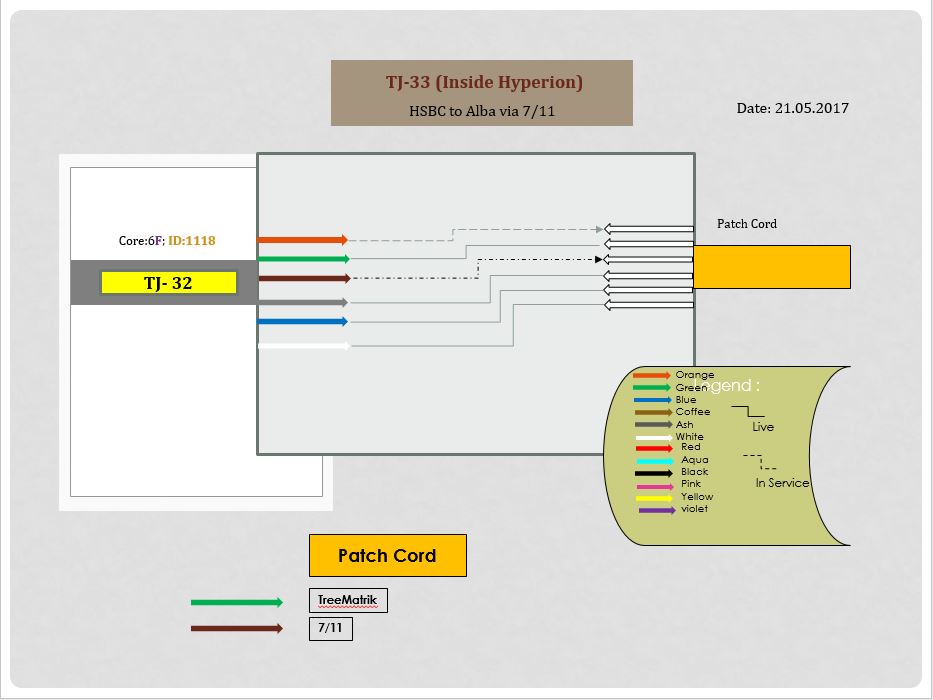 TJ-33 (Inside Hyperion)
HSBC to Alba via 7/11
Date: 21.05.2017
Patch Cord
Core:6F; ID:1118
TJ- 32
Legend :
Orange
Green
Blue
Coffee
Ash
White
Red
Aqua
Black
Pink
Yellow
violet
Live
In Service
Patch Cord
TreeMatrik
7/11